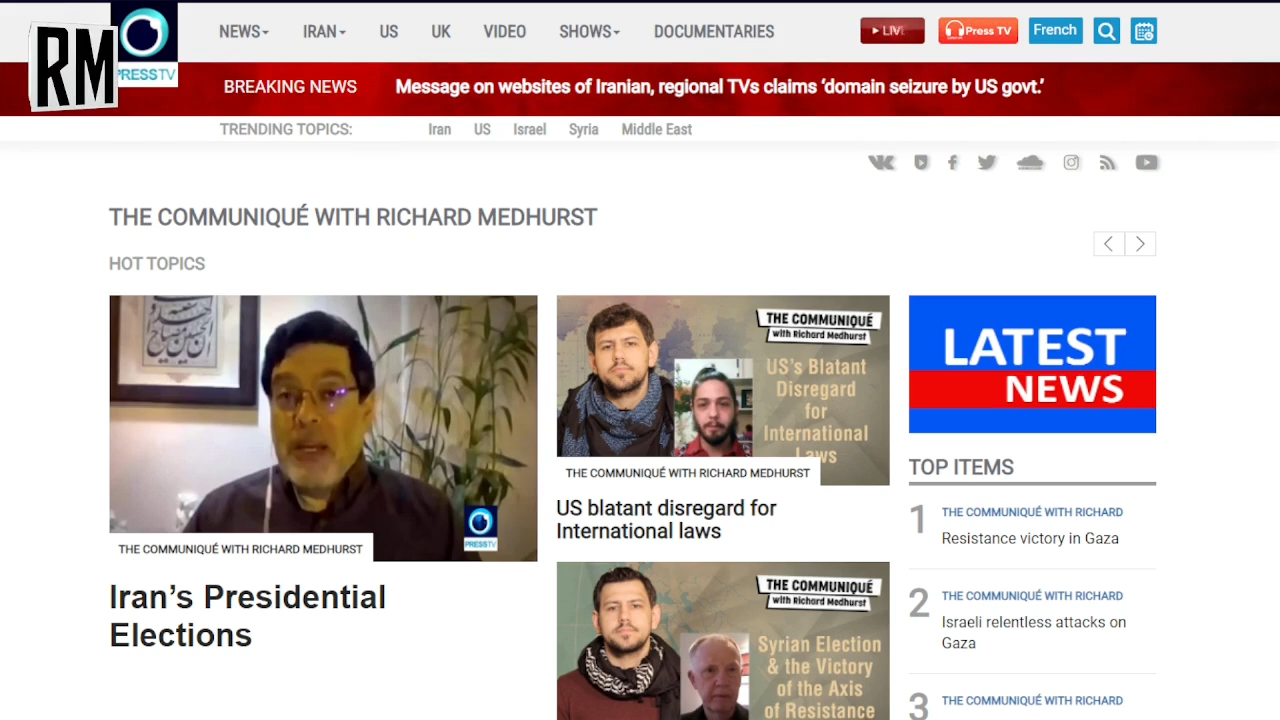 RM
PRESSTV
NEWS
IRAN
US
UK
VIDEO
SHOWS
DOCUMENTARIES
LIVE
Press TV
French
BREAKING NEWS
Message on websites of Iranian, regional TVs claims ‘domain seizure by US govt.’
TRENDING TOPICS:
Iran
US
Israel
Syria
Middle East
THE COMMUNIQUÉ WITH RICHARD MEDHURST
HOT TOPICS
PRESSTV
THE COMMUNIQUÉ WITH RICHARD MEDHURST
Iran’s Presidential
Elections
THE COMMUNIQUÉ
with Richard Medhurst
US's Blatant
Disregard
for
International
Laws
THE COMMUNIQUÉ WITH RICHARD MEDHURST
US blatant disregard for
International laws
THE COMMUNIQUÉ
with Richard Medhurst
Syrian Election
& the Victory
of the Axis
of Resistance
LATEST
NEWS
TOP ITEMS
1
THE COMMUNIQUÉ WITH RICHARD
Resistance victory in Gaza
2
THE COMMUNIQUÉ WITH RICHARD
Israeli relentless attacks on
Gaza
3
THE COMMUNIQUÉ WITH RICHARD